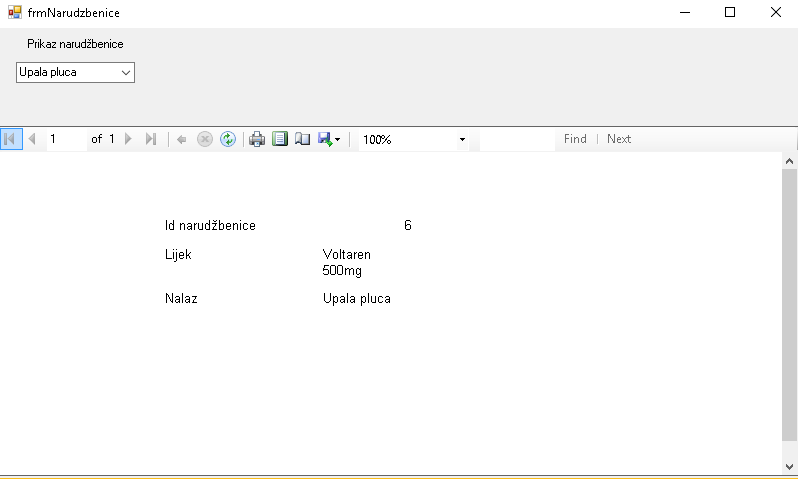 frmNarudzbenice
Prikaz narudžbenice
Upala pluca
1 of 1 100% Find | Next
Id narudžbenice 6
Lijek Voltaren
500mg
Nalaz Upala pluca